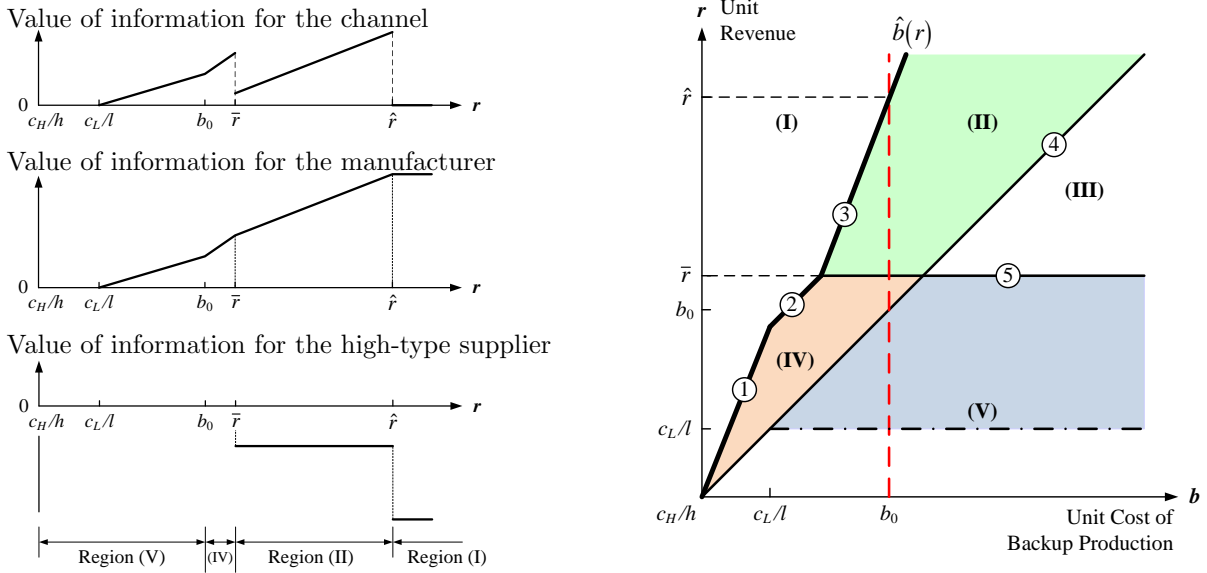 Value of information for the channel
0
c_H/h c_L/l b_0 r̄ r̂ r
Value of information for the manufacturer
0
c_H/h c_L/l b_0 r̄ r̂ r
Value of information for the high-type supplier
0
c_H/h c_L/l b_0 r̄ r̂ r
Region (V) (IV) Region (II) Region (I)
r Unit
Revenue
b̂(r)
r̂
(I)
(II)
4
(III)
3
r̄
5
2
b_0
(IV)
1
(V)
c_L/l
c_H/h c_L/l b_0 b
Unit Cost of
Backup Production